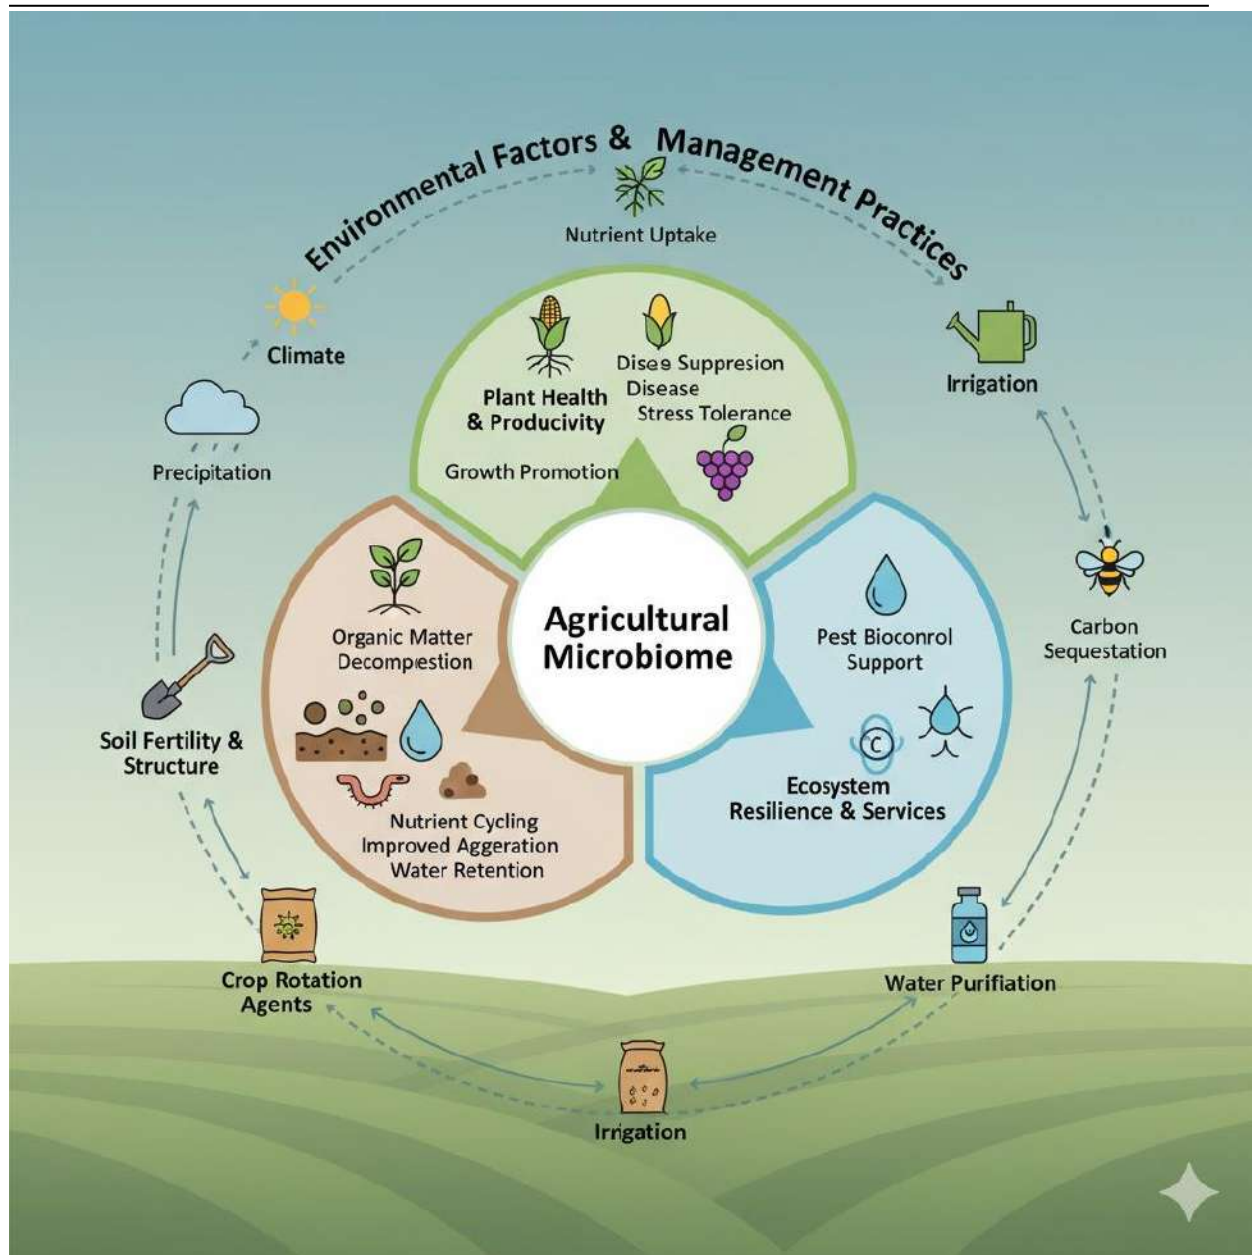 Environmental Factors & Management Practices
Nutrient Uptake
Climate
Irrigation
Precipitation
Plant Health
& Producivity
Disese Suppresion
Disease
Stress Tolerance
Growth Promotion
Organic Matter
Decompestion
Agricultural
Microbiome
Pest Bioconrol
Support
Carbon
Sequestation
Soil Fertility &
Structure
C
Ecosystem
Resilience & Services
Nutrient Cycling
Improved Aggeration
Water Retention
Crop Rotation
Agents
Water Purifiation
Irrigation